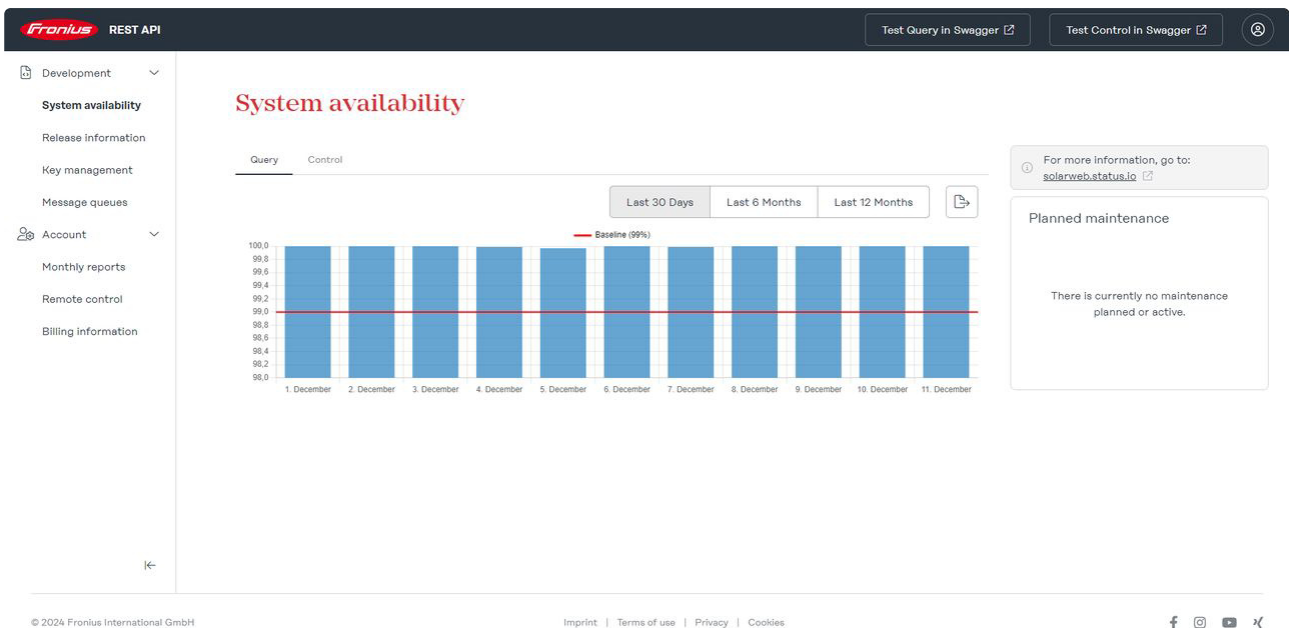 Fronius REST API
Test Query in Swagger
Test Control in Swagger
Development
System availability
Release information
Key management
Message queues
Account
Monthly reports
Remote control
Billing information
System availability
Query Control
Last 30 Days Last 6 Months Last 12 Months
Baseline (99%)
100,0
99,8
99,6
99,4
99,2
99,0
98,8
98,6
98,4
98,2
98,0
1. December 2. December 3. December 4. December 5. December 6. December 7. December 8. December 9. December 10. December 11. December
For more information, go to:
solarweb.status.io
Planned maintenance
There is currently no maintenance
planned or active.
© 2024 Fronius International GmbH
Imprint | Terms of use | Privacy | Cookies